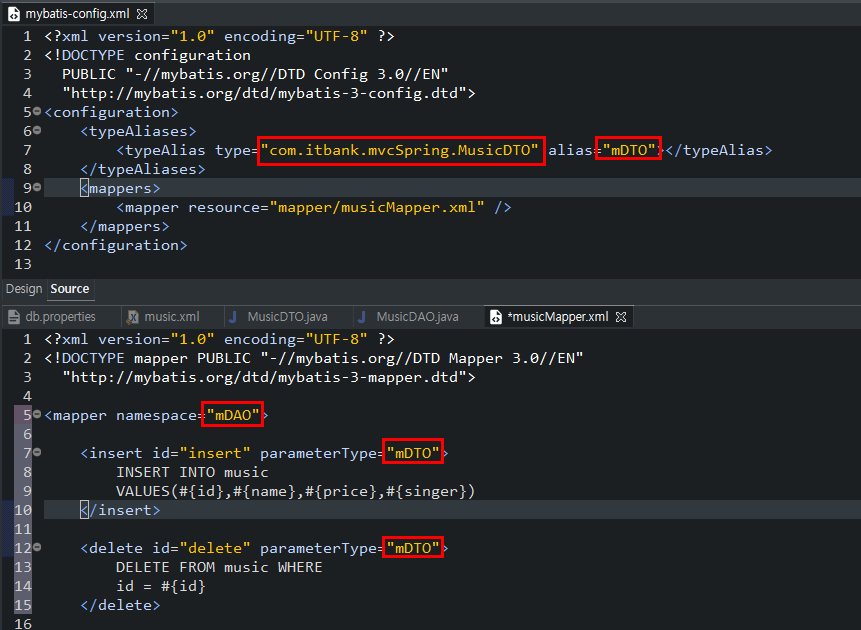 mybatis-config.xml
1 <?xml version="1.0" encoding="UTF-8" ?>
2 <!DOCTYPE configuration
3 PUBLIC "-//mybatis.org//DTD Config 3.0//EN"
4 "http://mybatis.org/dtd/mybatis-3-config.dtd">
5 <configuration>
6 <typeAliases>
7 <typeAlias type="com.itbank.mvcSpring.MusicDTO" alias="mDTO"></typeAlias>
8 </typeAliases>
9 <mappers>
10 <mapper resource="mapper/musicMapper.xml" />
11 </mappers>
12 </configuration>
13
Design Source
db.properties music.xml MusicDTO.java MusicDAO.java *musicMapper.xml
1 <?xml version="1.0" encoding="UTF-8" ?>
2 <!DOCTYPE mapper PUBLIC "-//mybatis.org//DTD Mapper 3.0//EN"
3 "http://mybatis.org/dtd/mybatis-3-mapper.dtd">
4
5 <mapper namespace="mDAO">
6
7 <insert id="insert" parameterType="mDTO">
8 INSERT INTO music
9 VALUES(#{id},#{name},#{price},#{singer})
10 </insert>
11
12 <delete id="delete" parameterType="mDTO">
13 DELETE FROM music WHERE
14 id = #{id}
15 </delete>
16